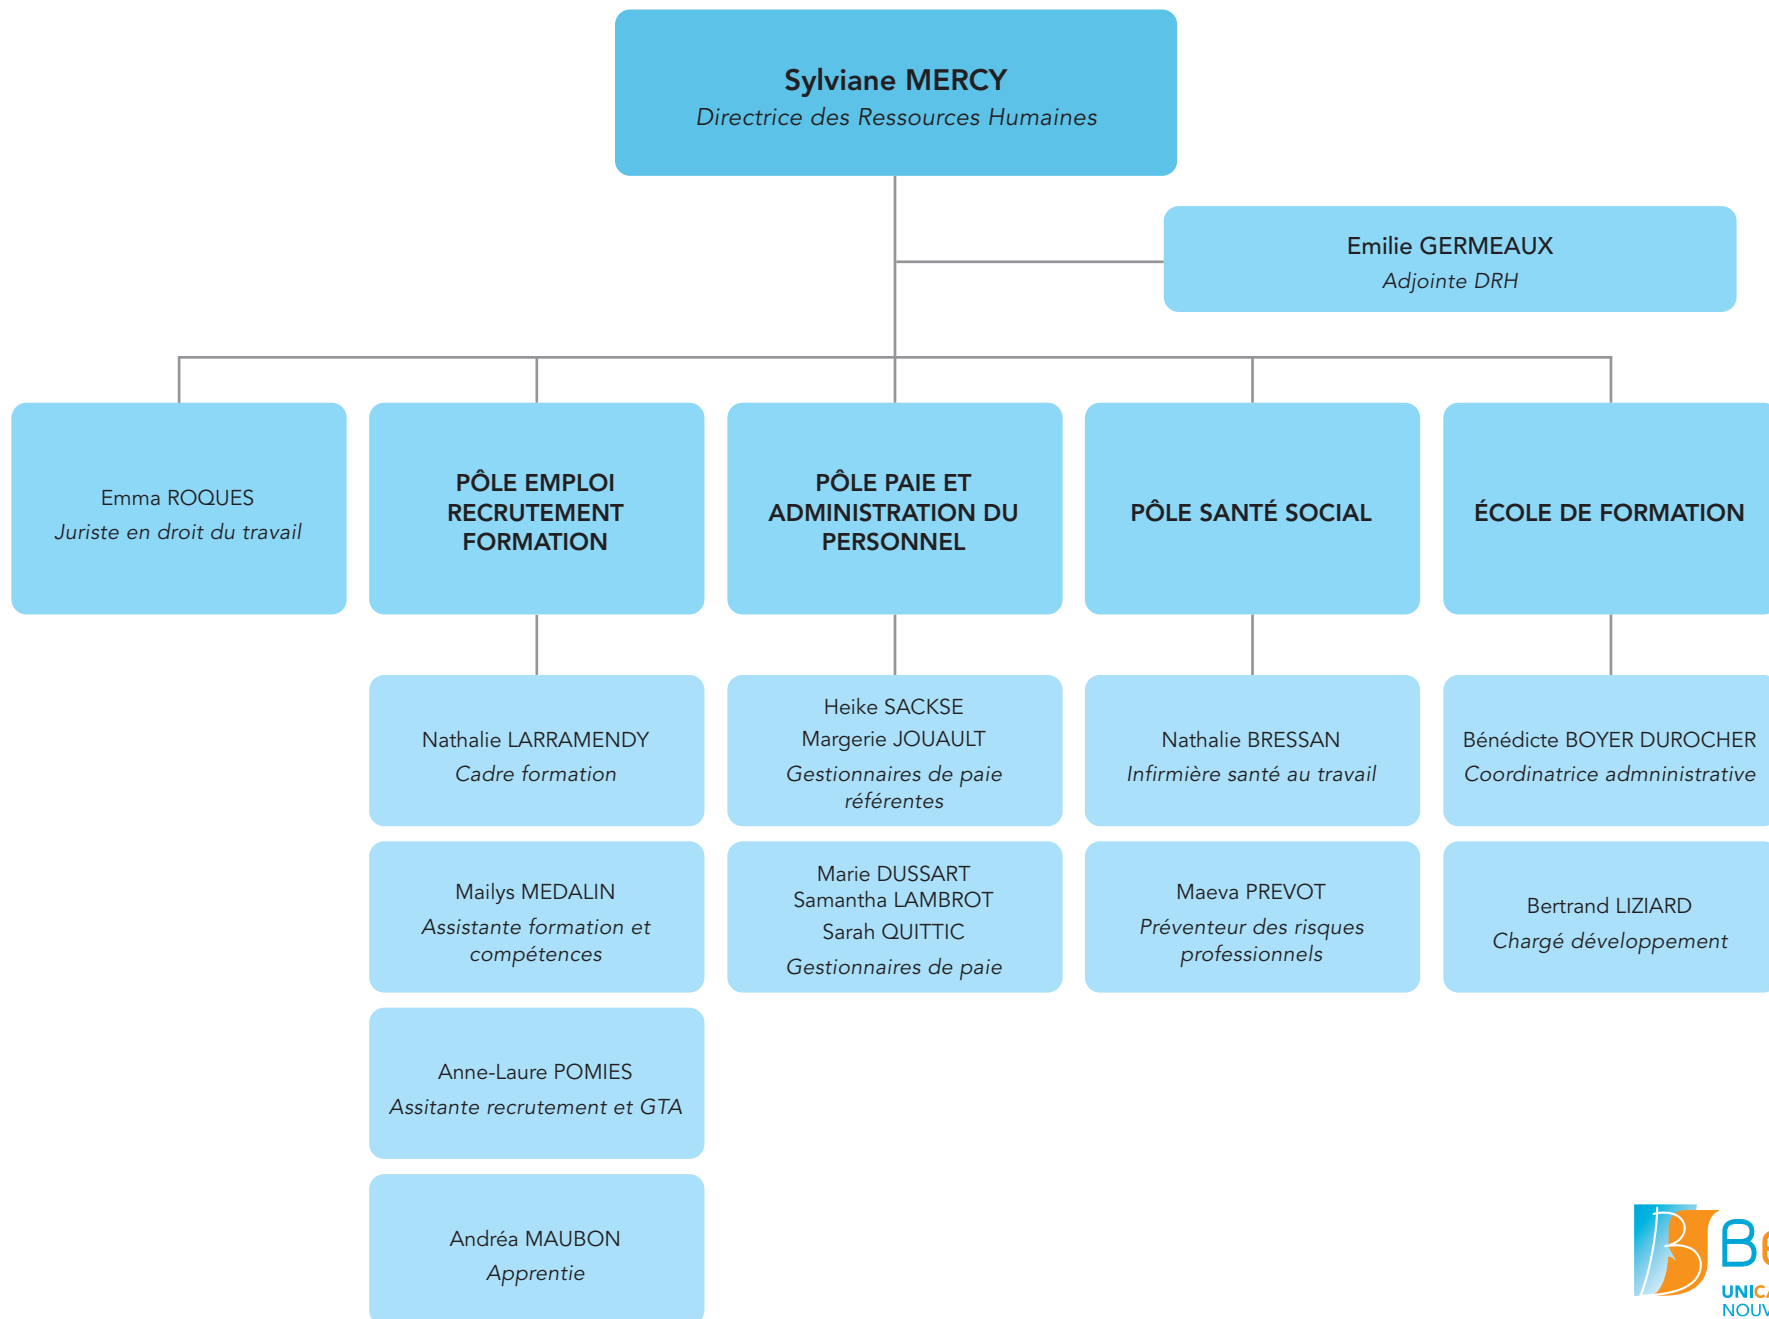 Sylviane MERCY
Directrice des Ressources Humaines
Emilie GERMEAUX
Adjointe DRH
Emma ROQUES
Juriste en droit du travail
PÔLE EMPLOI
RECRUTEMENT
FORMATION
PÔLE PAIE ET
ADMINISTRATION DU
PERSONNEL
PÔLE SANTÉ SOCIAL
ÉCOLE DE FORMATION
Nathalie LARRAMENDY
Cadre formation
Mailys MEDALIN
Assistante formation et
compétences
Anne-Laure POMIES
Assitante recrutement et GTA
Andréa MAUBON
Apprentie
Heike SACKSE
Margerie JOUAULT
Gestionnaires de paie
référentes
Marie DUSSART
Samantha LAMBROT
Sarah QUITTIC
Gestionnaires de paie
Nathalie BRESSAN
Infirmière santé au travail
Maeva PREVOT
Préventeur des risques
professionnels
Bénédicte BOYER DUROCHER
Coordinatrice admninistrative
Bertrand LIZIARD
Chargé développement